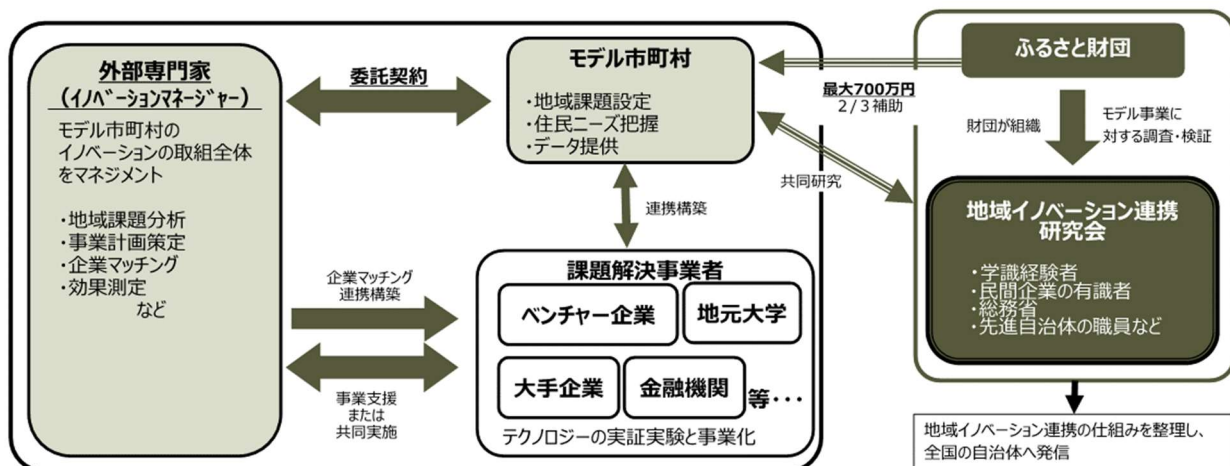 外部専門家
(ｲﾉﾍﾞｰｼｮﾝﾏﾈｰｼﾞｬｰ)
モデル市町村の
イノベーションの取組全体
をマネジメント
・地域課題分析
・事業計画策定
・企業マッチング
・効果測定
など
委託契約
モデル市町村
・地域課題設定
・住民ニーズ把握
・データ提供
連携構築
企業マッチング
連携構築
事業支援
または
共同実施
課題解決事業者
ベンチャー企業
地元大学
大手企業
金融機関
等・・・
テクノロジーの実証実験と事業化
最大700万円
2/3補助
共同研究
ふるさと財団
財団が組織
モデル事業に
対する調査・検証
地域イノベーション連携
研究会
・学識経験者
・民間企業の有識者
・総務省
・先進自治体の職員など
地域イノベーション連携の仕組みを整理し、
全国の自治体へ発信